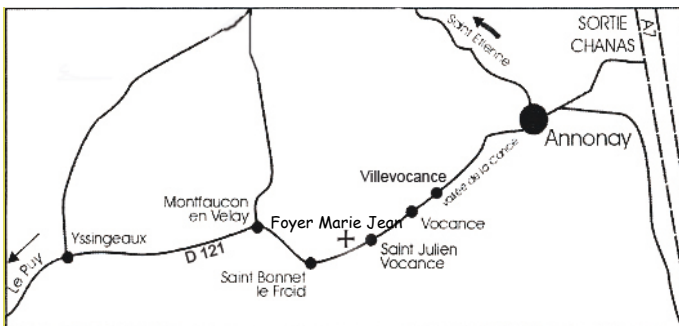 Saint Etienne
SORTIE
CHANAS
A7
Annonay
Vallée de la Cance
Villevocance
Vocance
Montfaucon
en Velay
Foyer Marie Jean
Saint Julien
Vocance
Yssingeaux
D 121
Saint Bonnet
le Froid
Le Puy